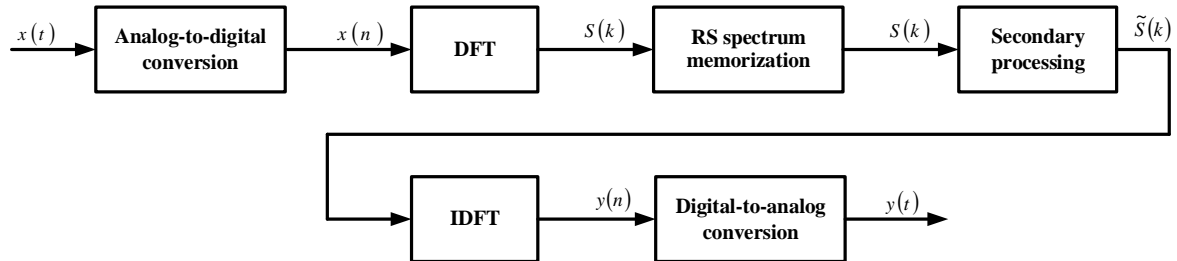 x(t)
Analog-to-digital
conversion
x(n)
DFT
S(k)
RS spectrum
memorization
S(k)
Secondary
processing
S̃(k)
IDFT
y(n)
Digital-to-analog
conversion
y(t)